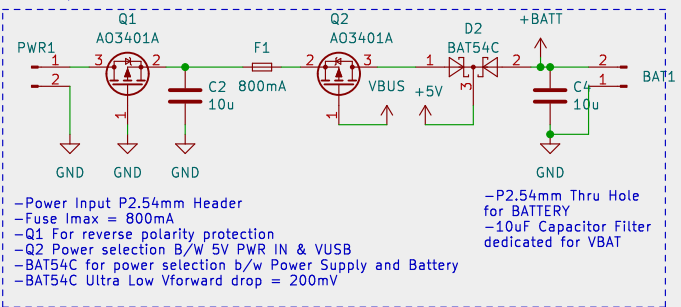 Q1
AO3401A
Q2
AO3401A
D2
BAT54C
+BATT
PWR1
1
2
3
2
1
F1
800mA
2
3
1
1
2
3
2
1
BAT1
C2
10u
VBUS
+5V
C4
10u
GND
GND
GND
GND
-Power Input P2.54mm Header
-Fuse Imax = 800mA
-Q1 For reverse polarity protection
-Q2 Power selection B/W 5V PWR IN & VUSB
-BAT54C for power selection b/w Power Supply and Battery
-BAT54C Ultra Low Vforward drop = 200mV
-P2.54mm Thru Hole
for BATTERY
-10uF Capacitor Filter
dedicated for VBAT